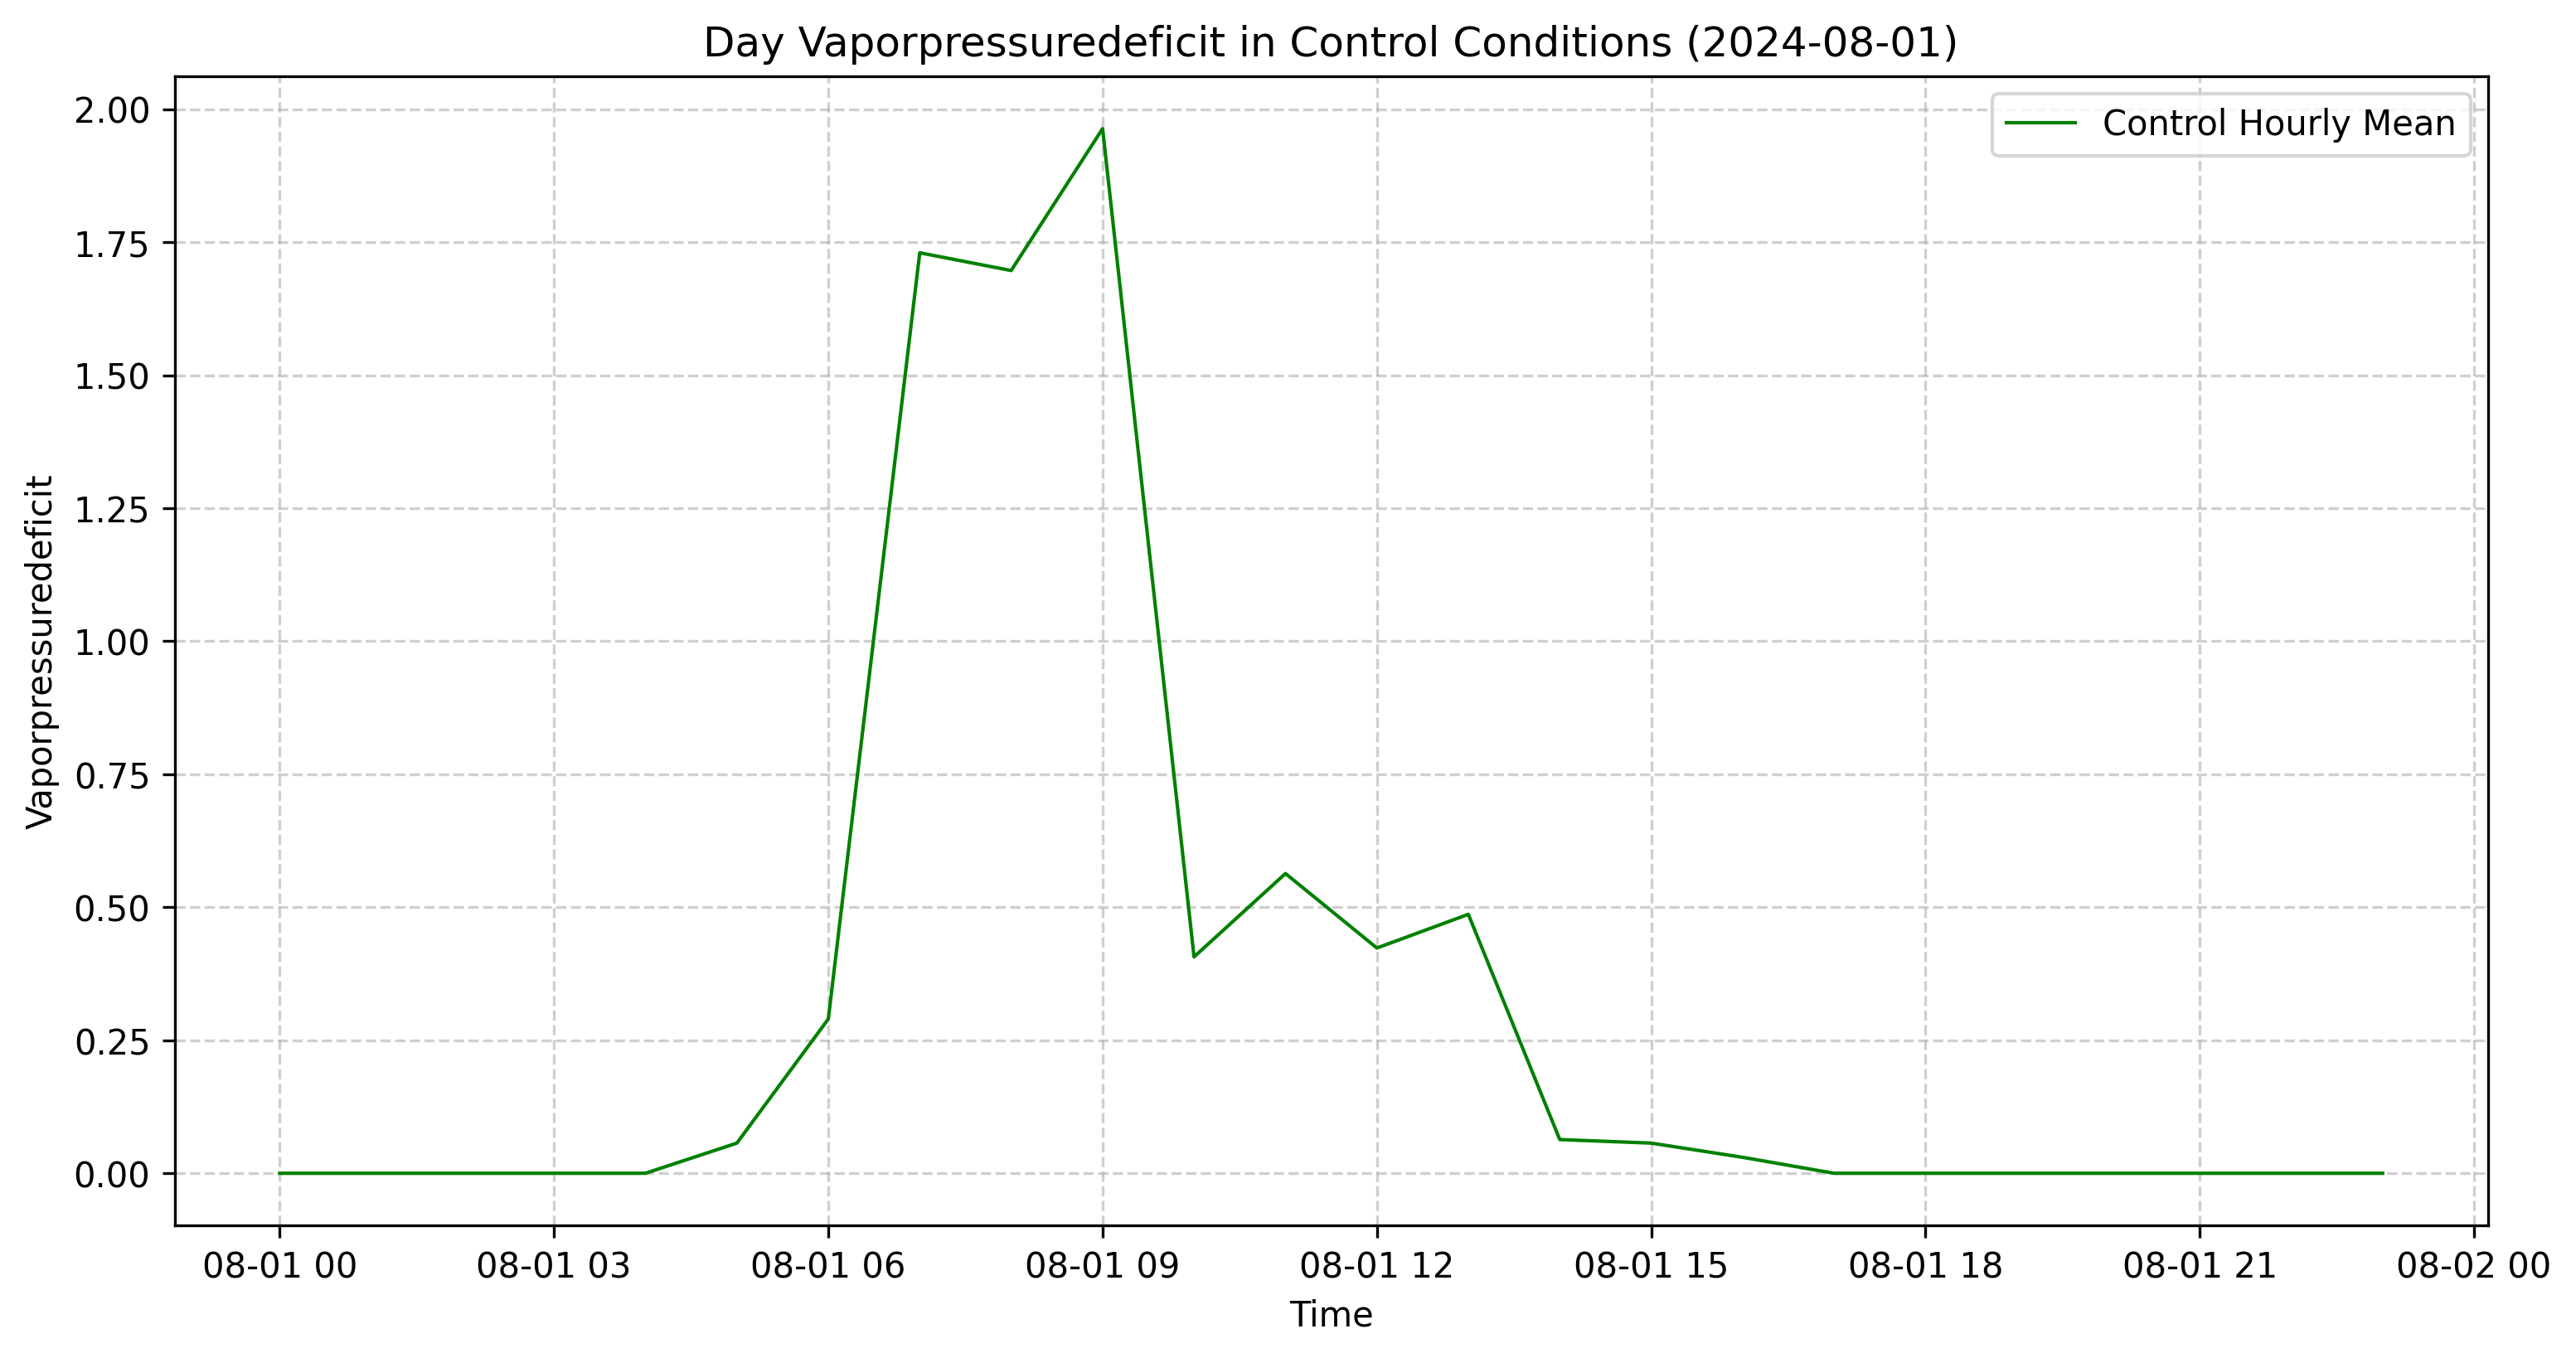 Day Vaporpressuredeficit in Control Conditions (2024-08-01)
Control Hourly Mean
2.00
1.75
1.50
1.25
1.00
0.75
0.50
0.25
0.00
Vaporpressuredeficit
08-01 00 08-01 03 08-01 06 08-01 09 08-01 12 08-01 15 08-01 18 08-01 21 08-02 00
Time